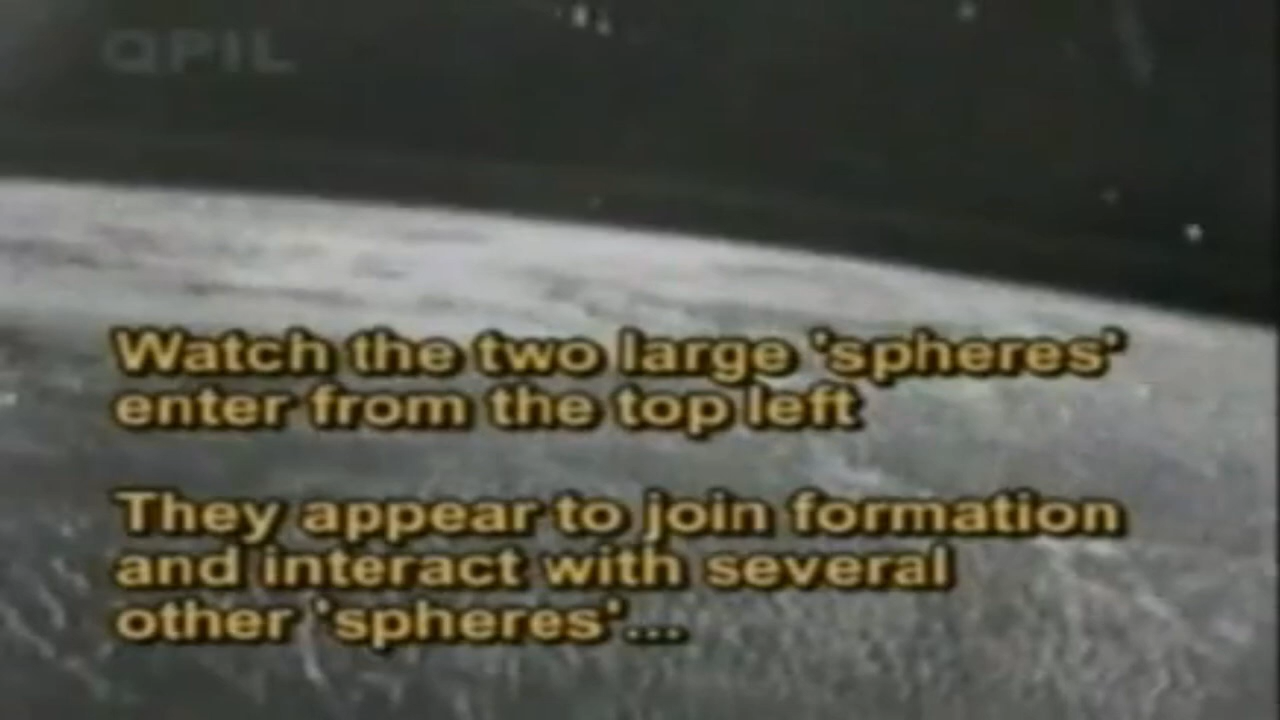 QPIL
Watch the two large 'spheres'
enter from the top left
They appear to join formation
and interact with several
other 'spheres'...